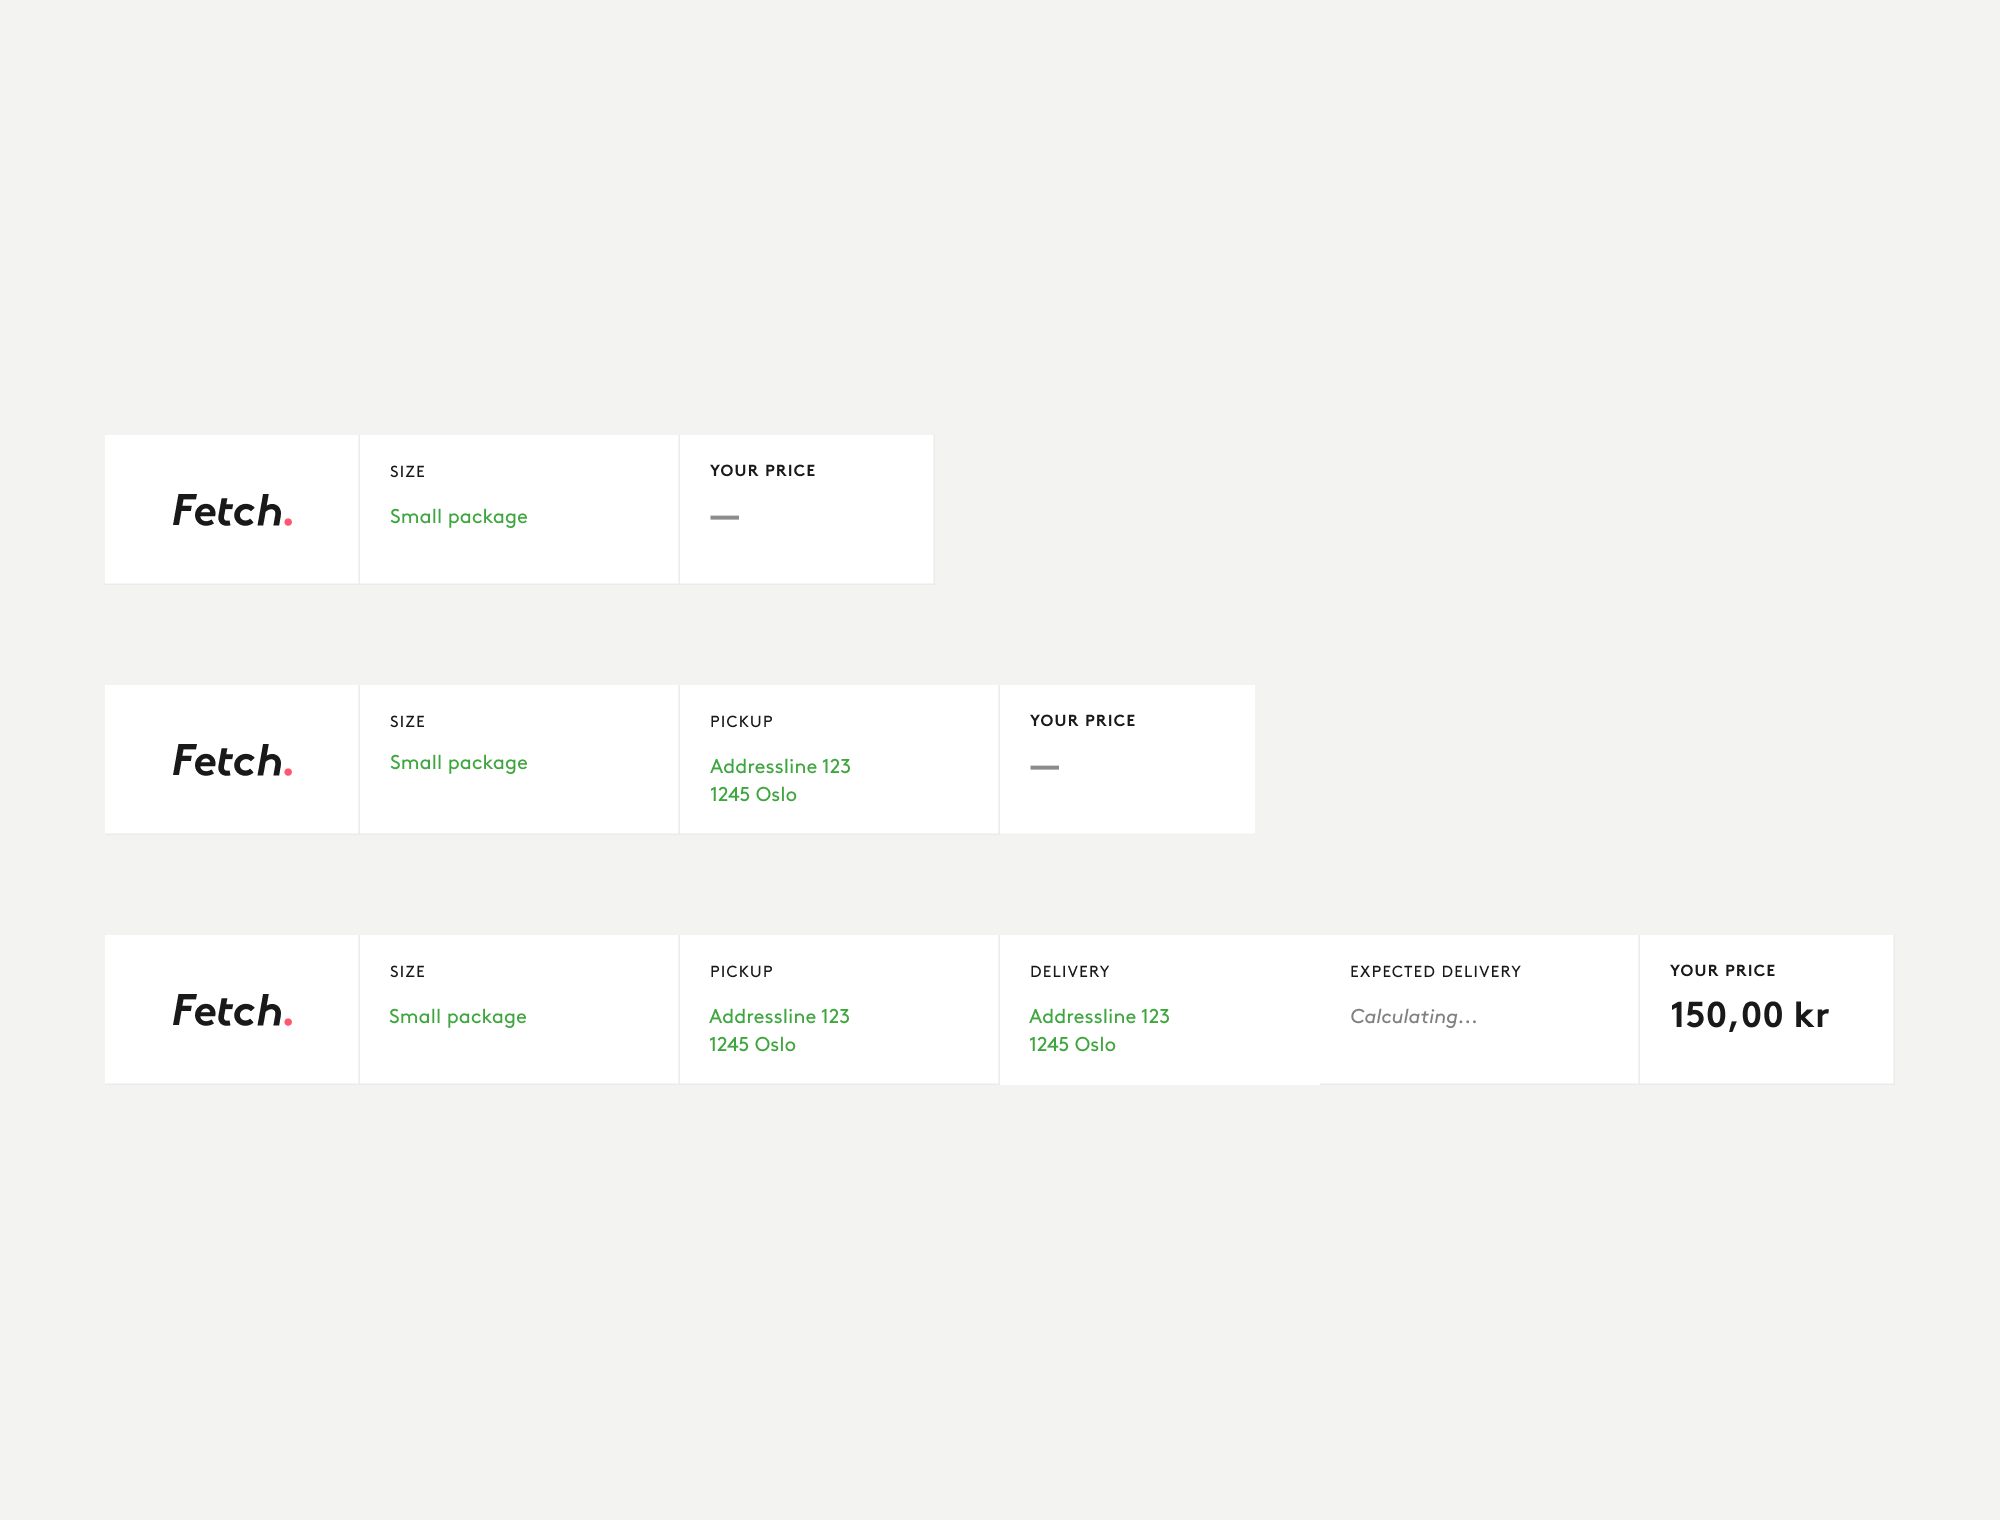 Fetch.
SIZE
Small package
YOUR PRICE
—
Fetch.
SIZE
Small package
PICKUP
Addressline 123
1245 Oslo
YOUR PRICE
—
Fetch.
SIZE
Small package
PICKUP
Addressline 123
1245 Oslo
DELIVERY
Addressline 123
1245 Oslo
EXPECTED DELIVERY
Calculating...
YOUR PRICE
150,00 kr